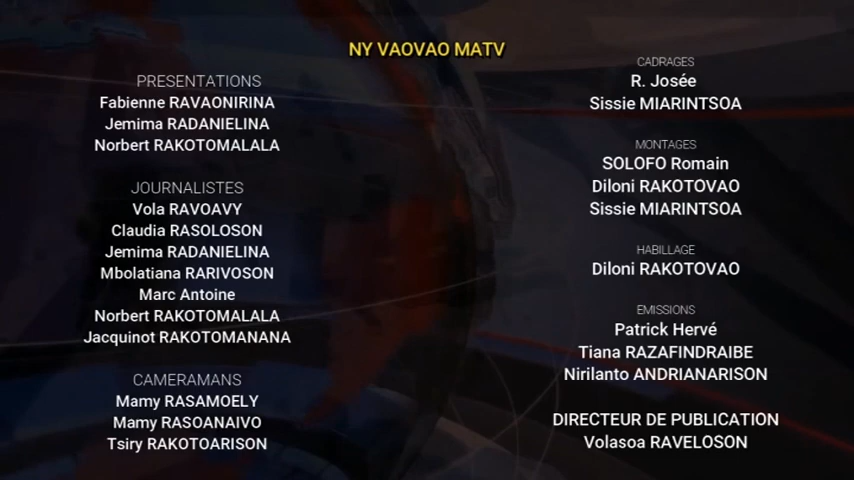 NY VAOVAO MATV
PRESENTATIONS
Fabienne RAVAONIRINA
Jemima RADANIELINA
Norbert RAKOTOMALALA
JOURNALISTES
Vola RAVOAVY
Claudia RASOLOSON
Jemima RADANIELINA
Mbolatiana RARIVOSON
Marc Antoine
Norbert RAKOTOMALALA
Jacquinot RAKOTOMANANA
CAMERAMANS
Mamy RASAMOELY
Mamy RASOANAIVO
Tsiry RAKOTOARISON
CADRAGES
R. Josée
Sissie MIARINTSOA
MONTAGES
SOLOFO Romain
Diloni RAKOTOVAO
Sissie MIARINTSOA
HABILLAGE
Diloni RAKOTOVAO
EMISSIONS
Patrick Hervé
Tiana RAZAFINDRAIBE
Nirilanto ANDRIANARISON
DIRECTEUR DE PUBLICATION
Volasoa RAVELOSON